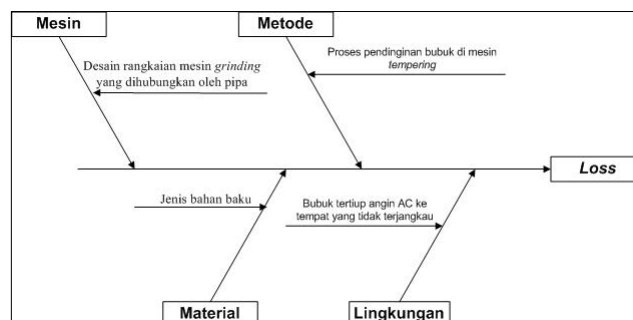 Mesin
Metode
Desain rangkaian mesin grinding
yang dihubungkan oleh pipa
Proses pendinginan bubuk di mesin
tempering
Loss
Jenis bahan baku
Bubuk tertiup angin AC ke
tempat yang tidak terjangkau
Material
Lingkungan